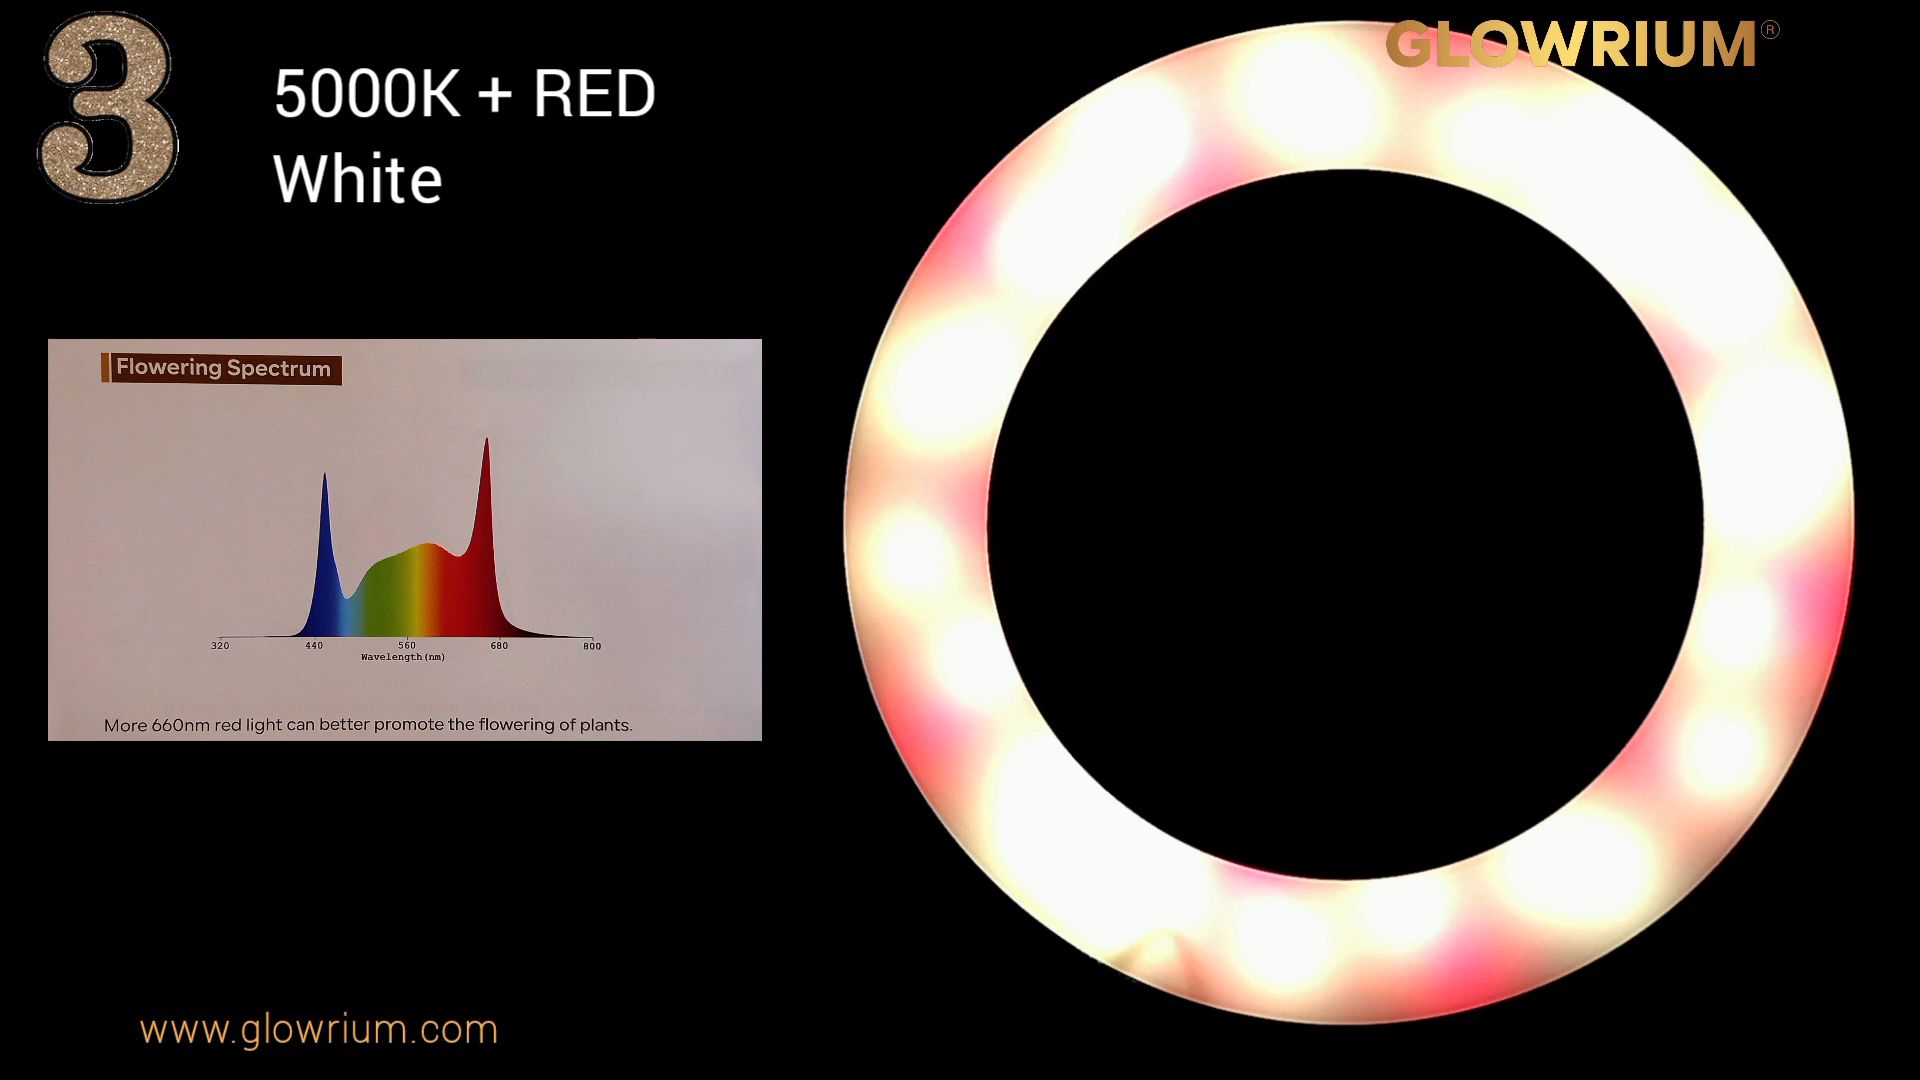 3
5000K + RED
White
GLOWRIUM®
Flowering Spectrum
320 440 560 680 800
Wavelength(nm)
More 660nm red light can better promote the flowering of plants.
www.glowrium.com